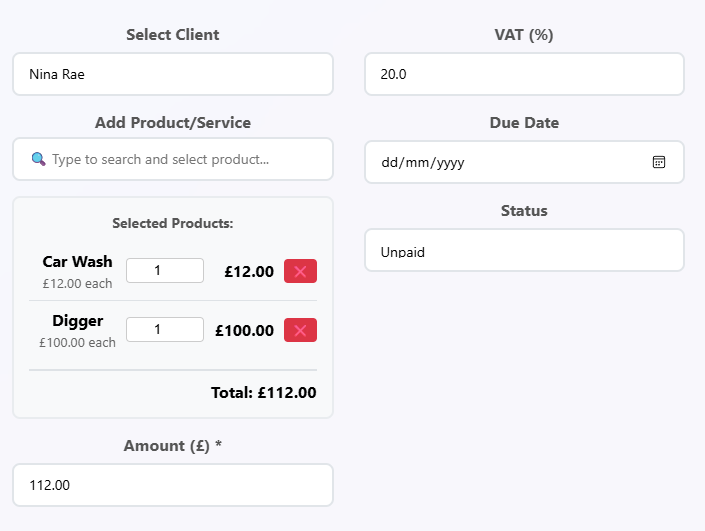 Select Client
Nina Rae
Add Product/Service
Type to search and select product...
Selected Products:
Car Wash
£12.00 each
1
£12.00
Digger
£100.00 each
1
£100.00
Total: £112.00
Amount (£) *
112.00
VAT (%)
20.0
Due Date
dd/mm/yyyy
Status
Unpaid